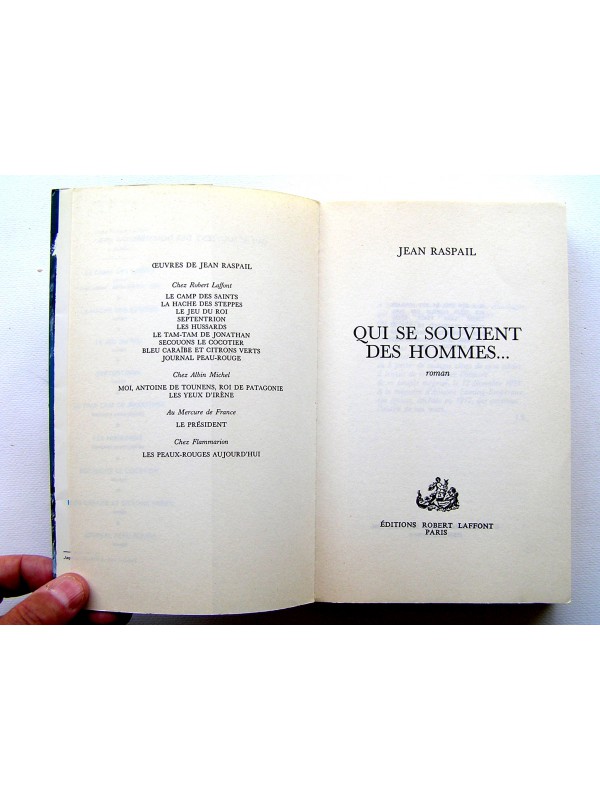 ŒUVRES DE JEAN RASPAIL
Chez Robert Laffont
LE CAMP DES SAINTS
LA HACHE DES STEPPES
LE JEU DU ROI
SEPTENTRION
LES HUSSARDS
LE TAM-TAM DE JONATHAN
SECOUONS LE COCOTIER
BLEU CARAÏBE ET CITRONS VERTS
JOURNAL PEAU-ROUGE
Chez Albin Michel
MOI, ANTOINE DE TOUNENS, ROI DE PATAGONIE
LES YEUX D'IRÈNE
Au Mercure de France
LE PRÉSIDENT
Chez Flammarion
LES PEAUX-ROUGES AUJOURD'HUI
JEAN RASPAIL
QUI SE SOUVIENT
DES HOMMES...
roman
ÉDITIONS ROBERT LAFFONT
PARIS